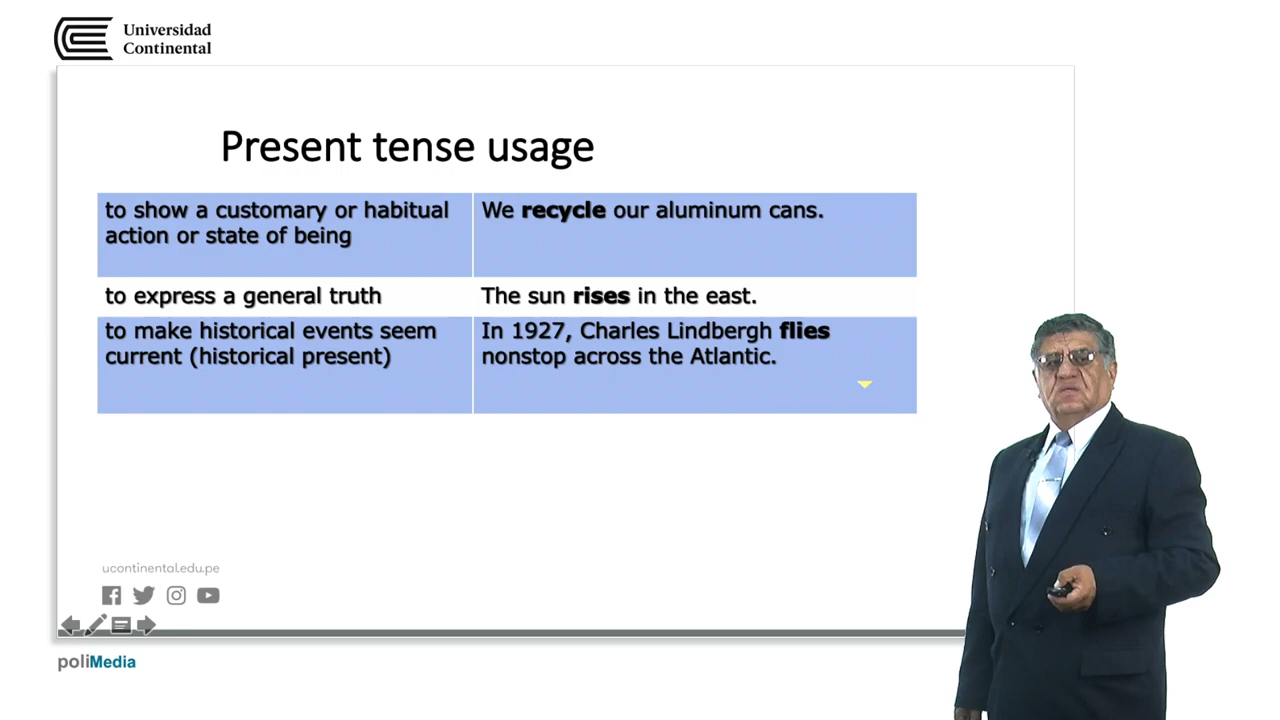 Universidad
Continental
Present tense usage
to show a customary or habitual
action or state of being
We recycle our aluminum cans.
to express a general truth
The sun rises in the east.
to make historical events seem
current (historical present)
In 1927, Charles Lindbergh flies
nonstop across the Atlantic.
ucontinental.edu.pe
poliMedia